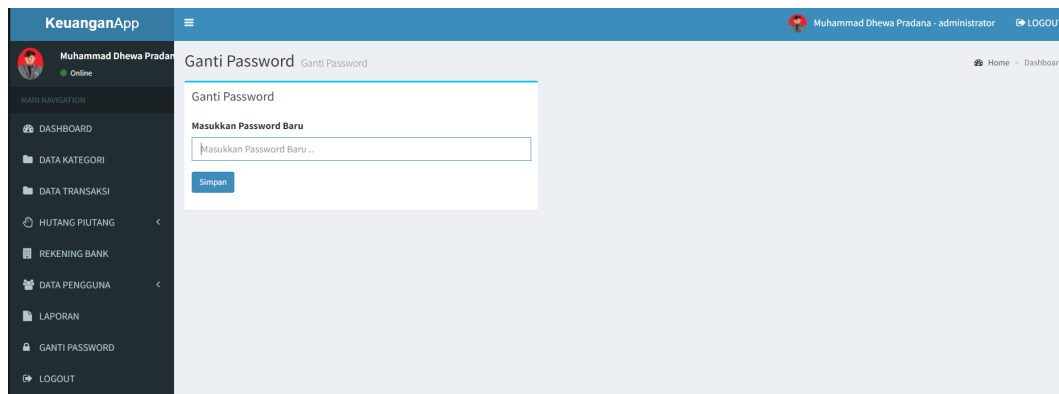 KeuanganApp
Muhammad Dhewa Pradana - administrator
LOGOUT
Muhammad Dhewa Pradan
Online
MAIN NAVIGATION
DASHBOARD
DATA KATEGORI
DATA TRANSAKSI
HUTANG PIUTANG
REKENING BANK
DATA PENGGUNA
LAPORAN
GANTI PASSWORD
LOGOUT
Ganti Password Ganti Password
Home > Dashboar
Ganti Password
Masukkan Password Baru
Masukkan Password Baru ..
Simpan